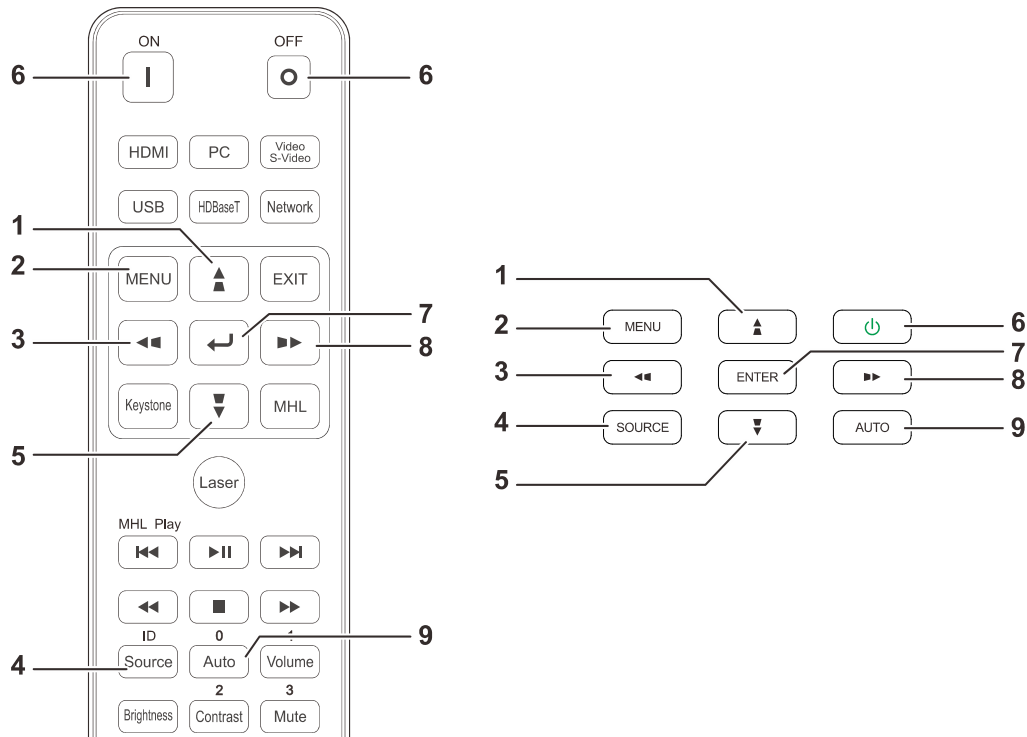 ON OFF
6 6
HDMI PC Video
S-Video
USB HDBaseT Network
1
2 MENU EXIT
7
3 8
Keystone MHL
5
Laser
MHL Play
ID 0
9
4 Source Auto Volume
2 3
Brightness Contrast Mute
1
2 MENU 6
7
3 ENTER 8
4 SOURCE AUTO 9
5